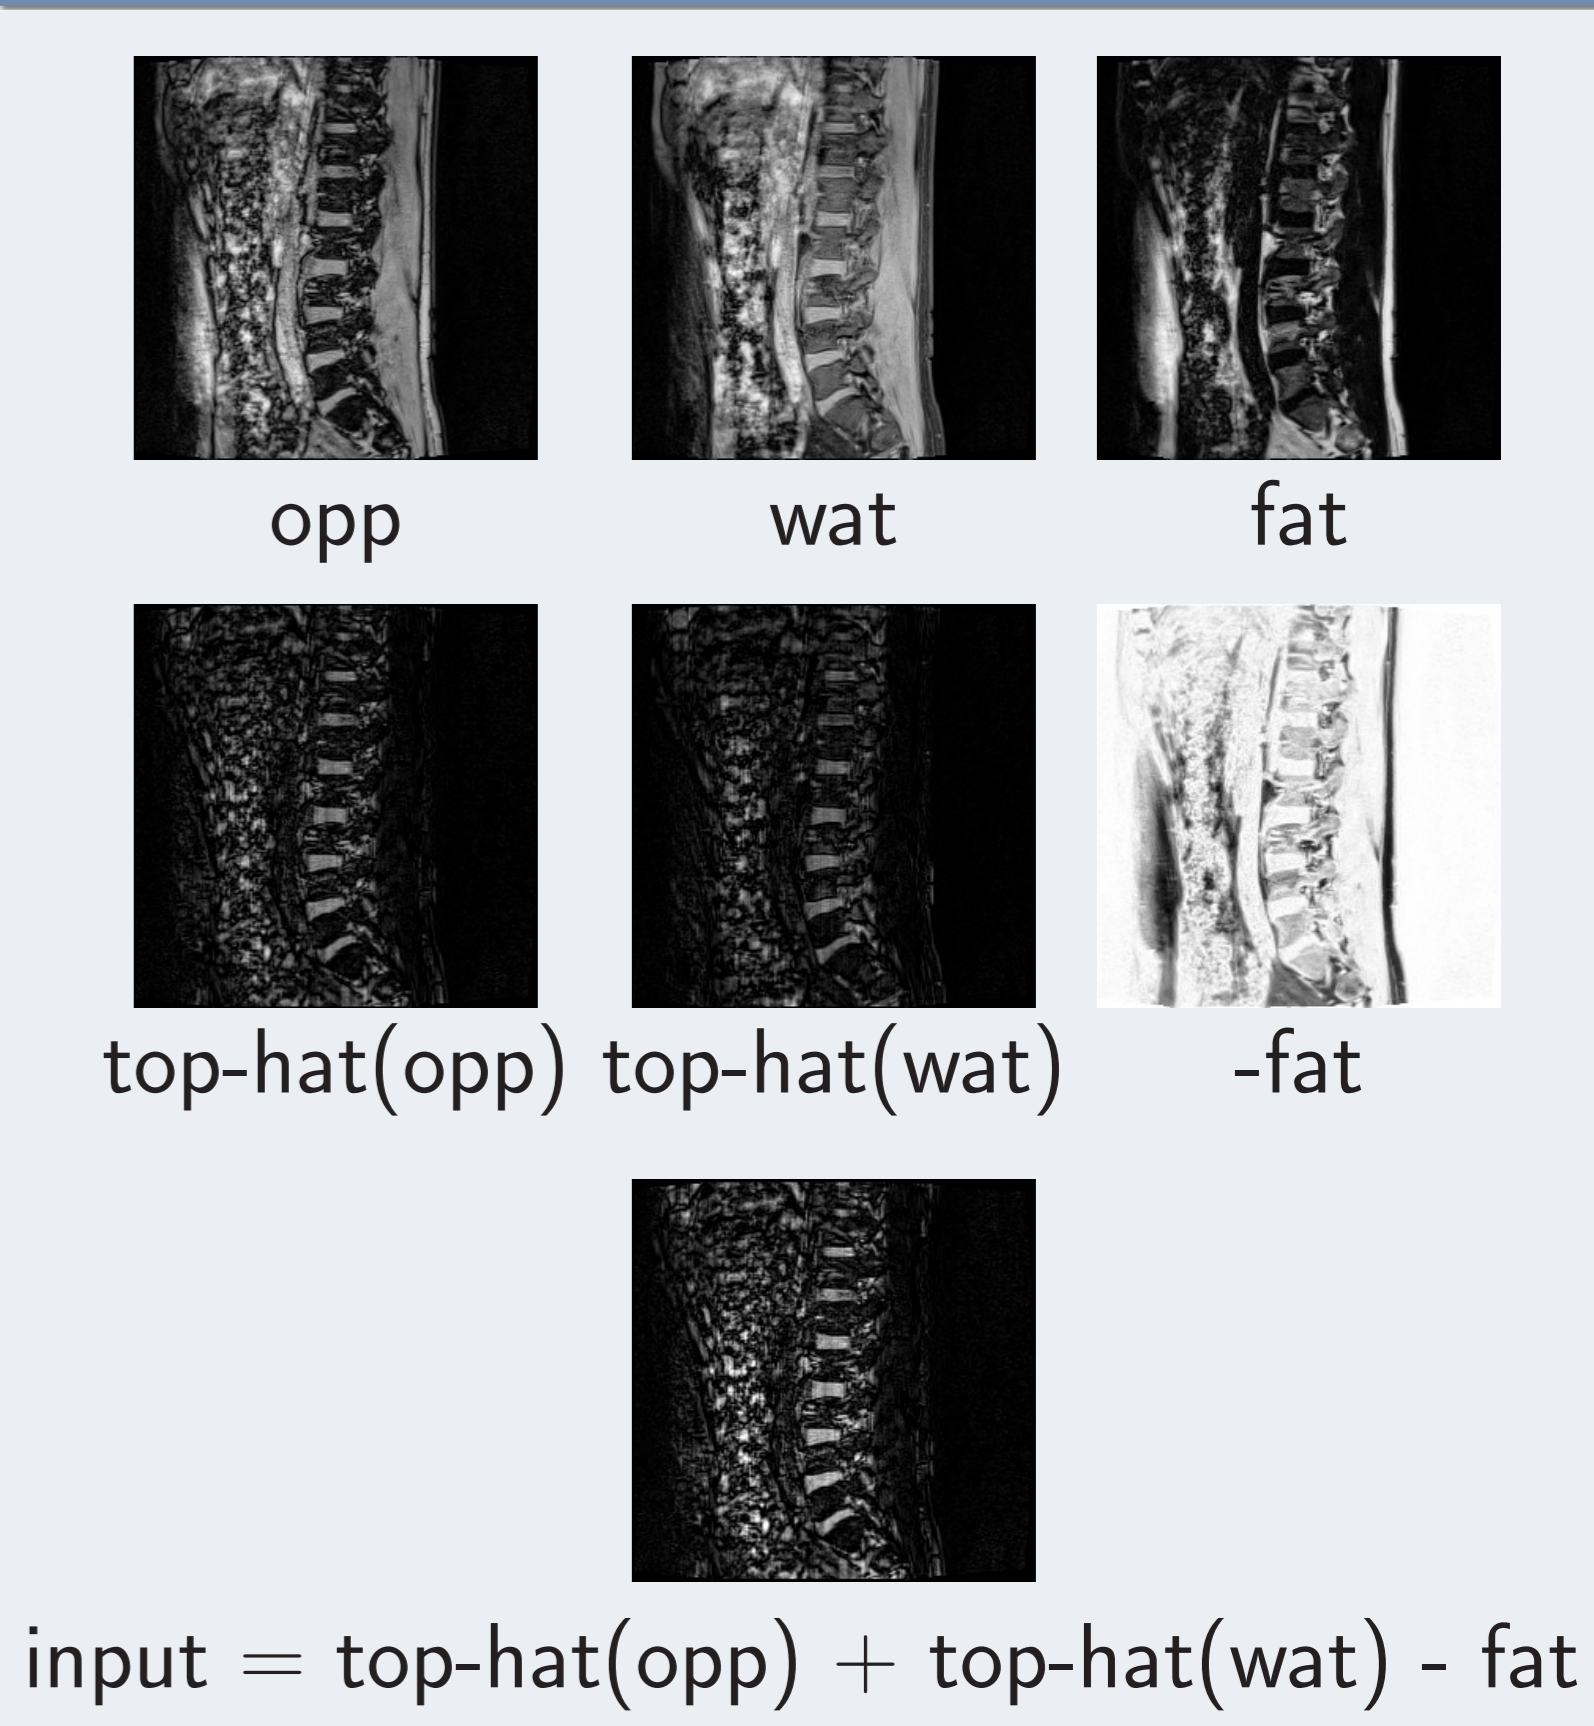 opp wat fat
top-hat(opp) top-hat(wat) -fat
input = top-hat(opp) + top-hat(wat) - fat